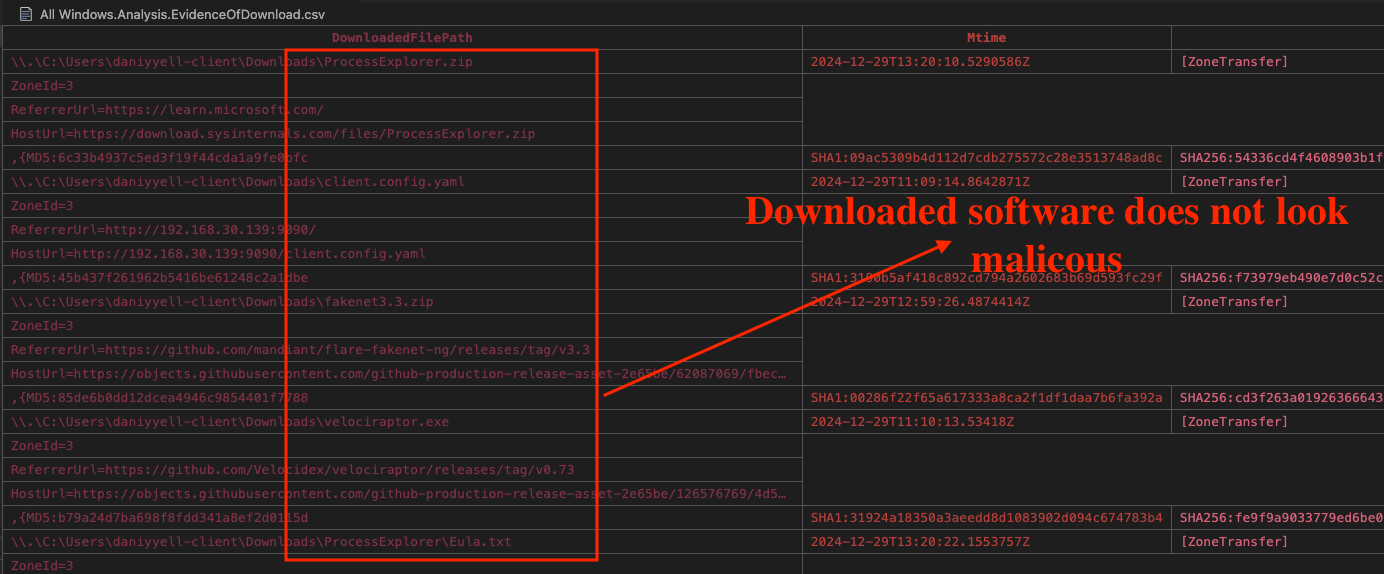 All Windows.Analysis.EvidenceOfDownload.csv
DownloadedFilePath Mtime
\\.\C:\Users\daniyyell-client\Downloads\ProcessExplorer.zip 2024-12-29T13:20:10.5290586Z [ZoneTransfer]
ZoneId=3
ReferrerUrl=https://learn.microsoft.com/
HostUrl=https://download.sysinternals.com/files/ProcessExplorer.zip
,{MD5:6c33b4937c5ed3f19f44cda1a9fe0bfc SHA1:09ac5309b4d112d7cdb275572c28e3513748ad8c SHA256:54336cd4f4608903b1f
\\.\C:\Users\daniyyell-client\Downloads\client.config.yaml 2024-12-29T11:09:14.8642871Z [ZoneTransfer]
ZoneId=3
Downloaded software does not look
ReferrerUrl=http://192.168.30.139:9090/
HostUrl=http://192.168.30.139:9090/client.config.yaml
malicous
,{MD5:45b437f261962b5416be61248c2a1dbe SHA1:3190b5af418c892cd794a2602683b69d593fc29f SHA256:f73979eb490e7d0c52c
\\.\C:\Users\daniyyell-client\Downloads\fakenet3.3.zip 2024-12-29T12:59:26.4874414Z [ZoneTransfer]
ZoneId=3
ReferrerUrl=https://github.com/mandiant/flare-fakenet-ng/releases/tag/v3.3
HostUrl=https://objects.githubusercontent.com/github-production-release-asset-2e65be/62087069/fbec…
,{MD5:85de6b0dd12dcea4946c9854401f7788 SHA1:00286f22f65a617333a8ca2f1df1daa7b6fa392a SHA256:cd3f263a01926366643
\\.\C:\Users\daniyyell-client\Downloads\velociraptor.exe 2024-12-29T11:10:13.53418Z [ZoneTransfer]
ZoneId=3
ReferrerUrl=https://github.com/Velocidex/velociraptor/releases/tag/v0.73
HostUrl=https://objects.githubusercontent.com/github-production-release-asset-2e65be/126576769/4d5…
,{MD5:b79a24d7ba698f8fdd341a8ef2d0115d SHA1:31924a18350a3aeedd8d1083902d094c674783b4 SHA256:fe9f9a9033779ed6be0
\\.\C:\Users\daniyyell-client\Downloads\ProcessExplorer\Eula.txt 2024-12-29T13:20:22.1553757Z [ZoneTransfer]
ZoneId=3